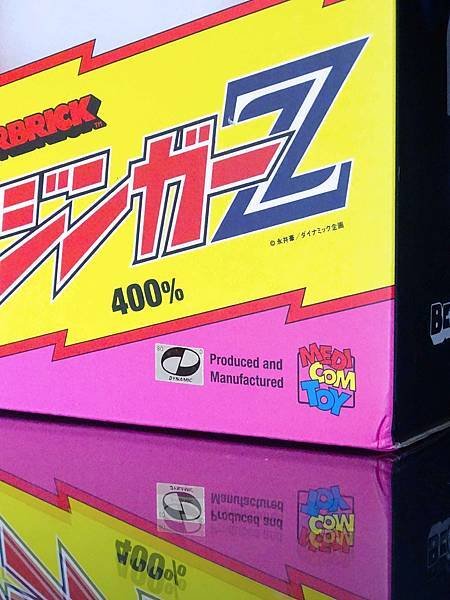 RBRICK TM
ジンガーZ
©永井豪/ダイナミック企画
400%
DYNAMIC
Produced and
Manufactured
MEDI
COM
TOY
BE